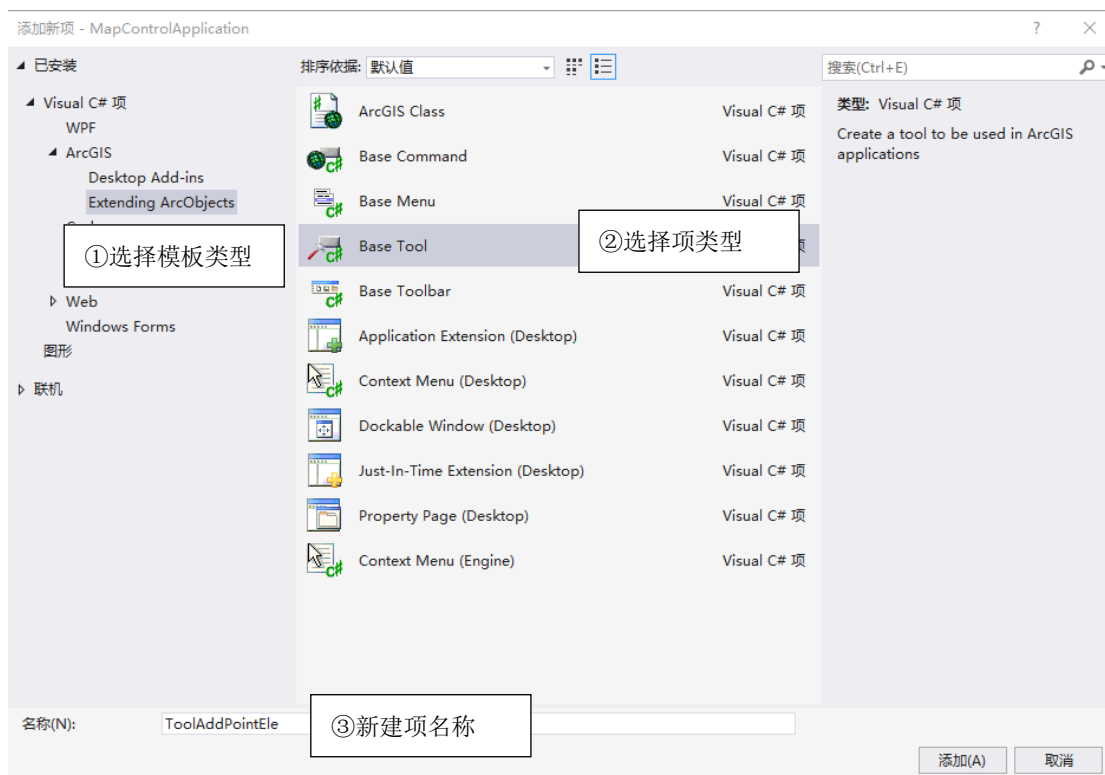 添加新项 - MapControlApplication
?
已安装
排序依据: 默认值
搜索(Ctrl+E)
Visual C# 项
WPF
ArcGIS
Desktop Add-ins
Extending ArcObjects
①选择模板类型
Web
Windows Forms
图形
联机
ArcGIS Class Visual C# 项
Base Command Visual C# 项
Base Menu Visual C# 项
Base Tool
②选择项类型
Base Toolbar Visual C# 项
Application Extension (Desktop) Visual C# 项
Context Menu (Desktop) Visual C# 项
Dockable Window (Desktop) Visual C# 项
Just-In-Time Extension (Desktop) Visual C# 项
Property Page (Desktop) Visual C# 项
Context Menu (Engine) Visual C# 项
类型: Visual C# 项
Create a tool to be used in ArcGIS
applications
名称(N): ToolAddPointEle
③新建项名称
添加(A) 取消